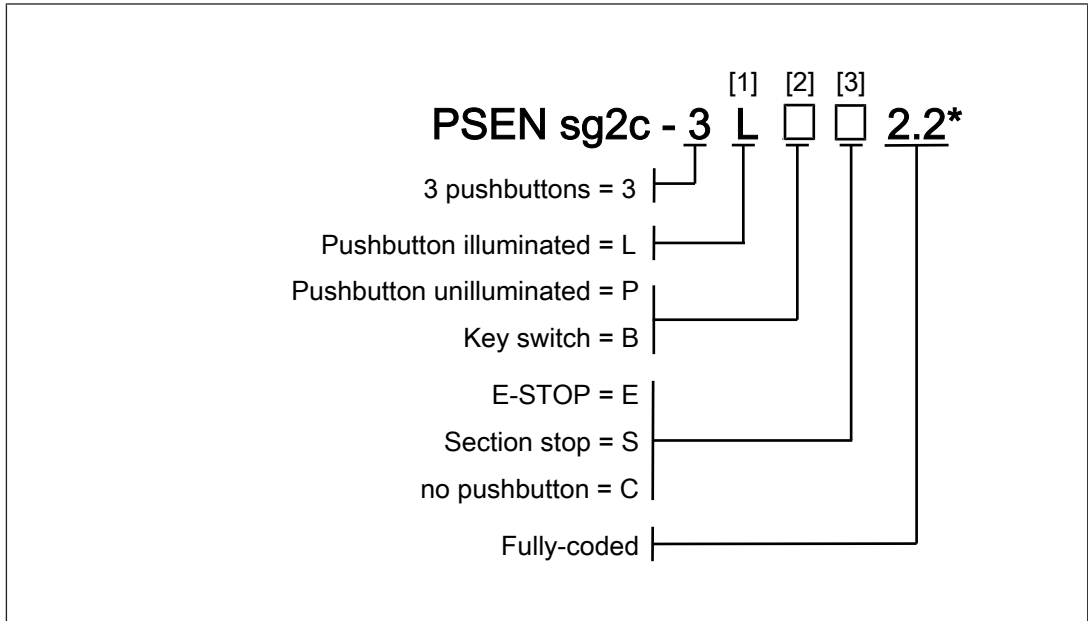 [1] [2] [3]
PSEN sg2c - 3 L □ □ 2.2*
3 pushbuttons = 3
Pushbutton illuminated = L
Pushbutton unilluminated = P
Key switch = B
E-STOP = E
Section stop = S
no pushbutton = C
Fully-coded